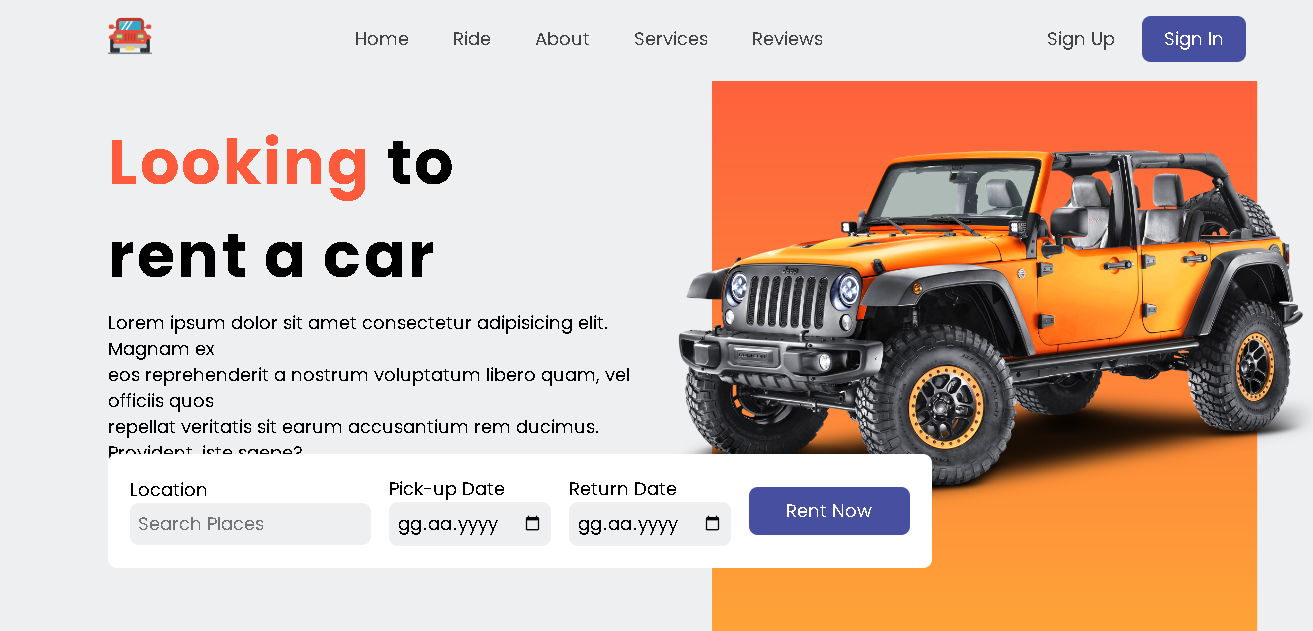 Home Ride About Services Reviews Sign Up Sign In
Looking to
rent a car
Lorem ipsum dolor sit amet consectetur adipisicing elit.
Magnam ex
eos reprehenderit a nostrum voluptatum libero quam, vel
officiis quos
repellat veritatis sit earum accusantium rem ducimus.
Provident, iste saepe?
Location Pick-up Date Return Date
Search Places gg.aa.yyyy gg.aa.yyyy Rent Now
Jeep